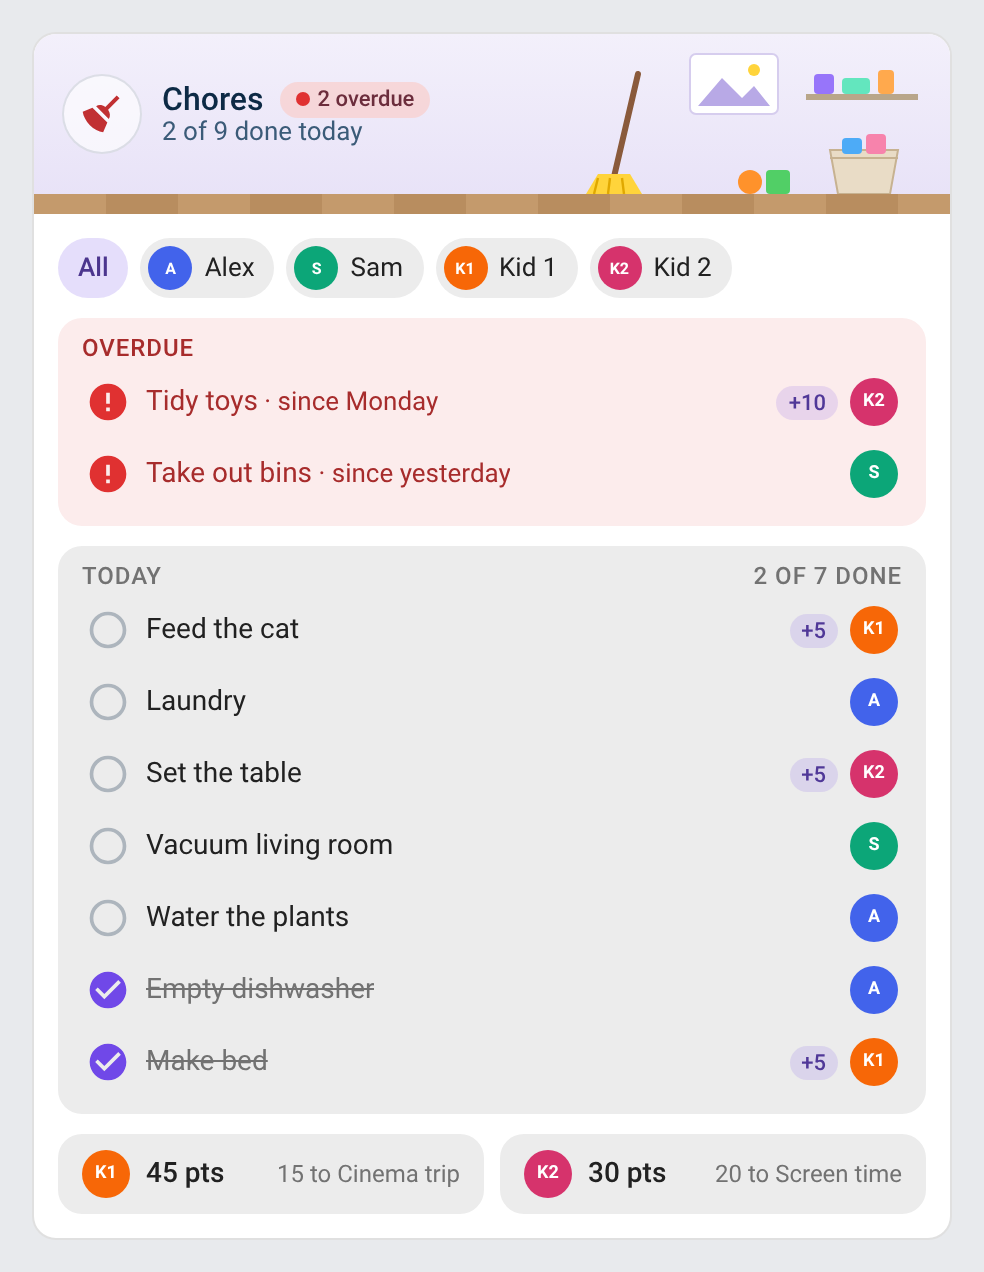 Chores 2 overdue
2 of 9 done today
All A Alex S Sam K1 Kid 1 K2 Kid 2
OVERDUE
Tidy toys · since Monday +10 K2
Take out bins · since yesterday S
TODAY 2 OF 7 DONE
Feed the cat +5 K1
Laundry A
Set the table +5 K2
Vacuum living room S
Water the plants A
Empty dishwasher A
Make bed +5 K1
K1 45 pts 15 to Cinema trip K2 30 pts 20 to Screen time